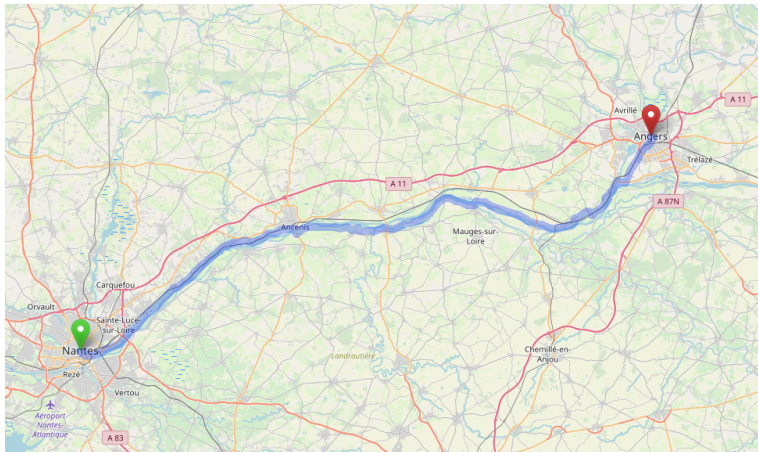 Avrillé
A 11
Angers
Trélazé
A 11
A 87N
Ancenis
Mauges-sur-
Loire
Carquefou
Orvault
Sainte-Luce-
sur-Loire
Nantes
Chemillé-en-
Anjou
Landrautière
Rezé
Vertou
Aéroport
Nantes-
Atlantique
A 83